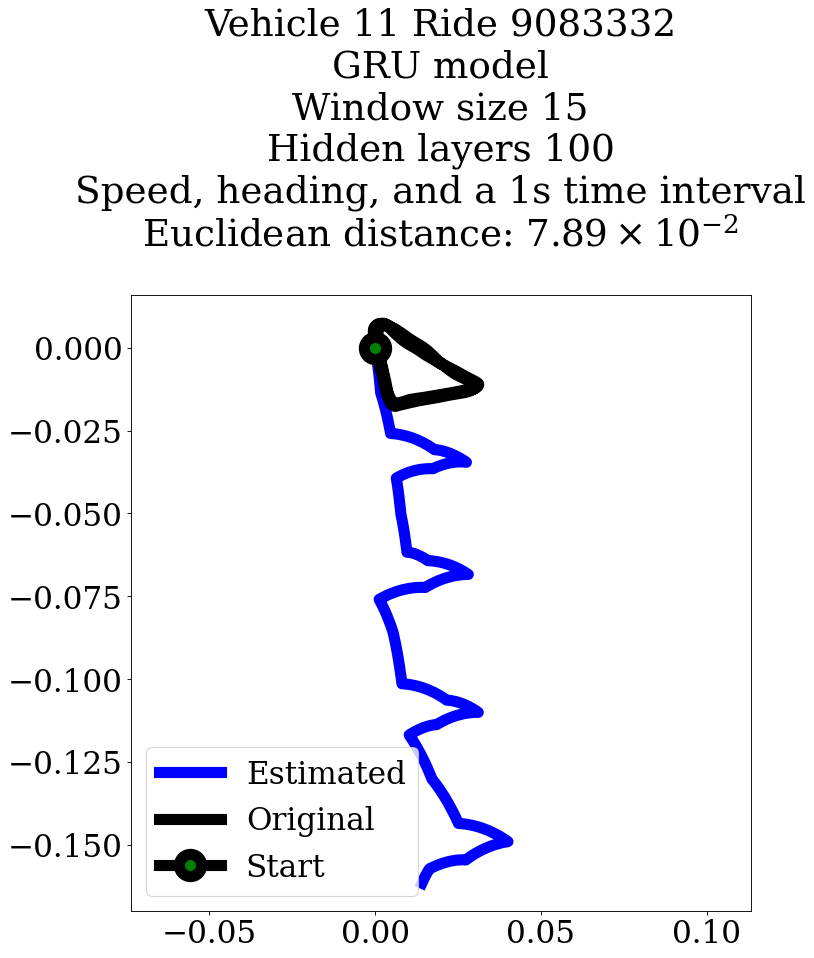 Vehicle 11 Ride 9083332
GRU model
Window size 15
Hidden layers 100
Speed, heading, and a 1s time interval
Euclidean distance: 7.89 × 10⁻²
0.000
−0.025
−0.050
−0.075
−0.100
−0.125
−0.150
Estimated
Original
Start
−0.05
0.00
0.05
0.10